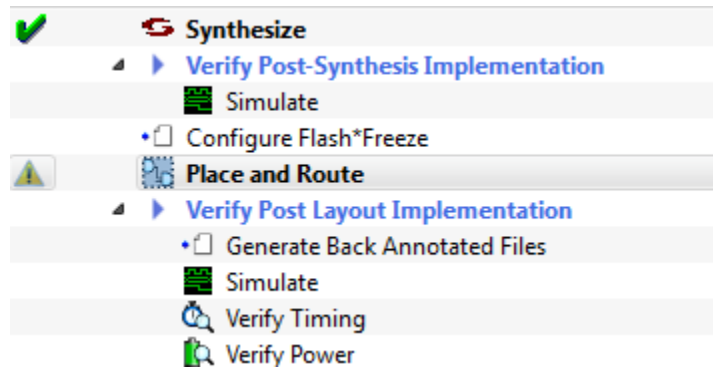 Synthesize
Verify Post-Synthesis Implementation
Simulate
Configure Flash*Freeze
Place and Route
Verify Post Layout Implementation
Generate Back Annotated Files
Simulate
Verify Timing
Verify Power